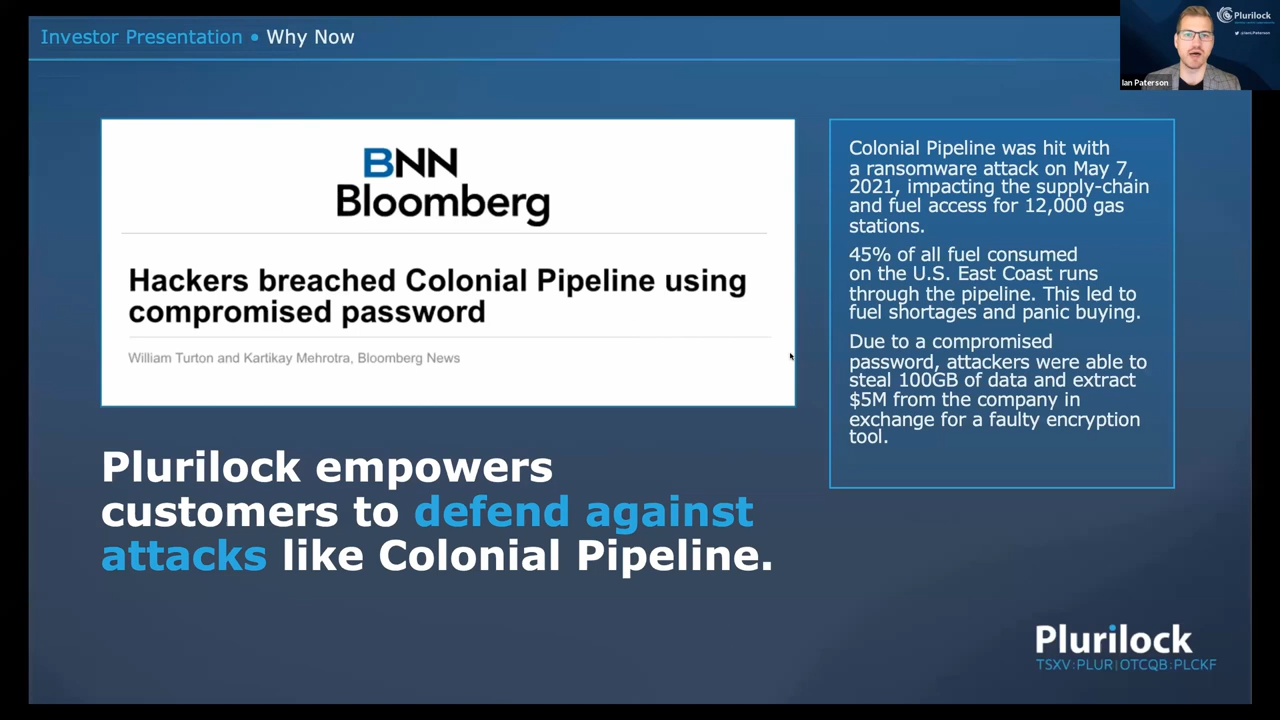 Investor Presentation • Why Now
Plurilock
Ian Paterson
BNN
Bloomberg
Hackers breached Colonial Pipeline using
compromised password
William Turton and Kartikay Mehrotra, Bloomberg News
Colonial Pipeline was hit with
a ransomware attack on May 7,
2021, impacting the supply-chain
and fuel access for 12,000 gas
stations.
45% of all fuel consumed
on the U.S. East Coast runs
through the pipeline. This led to
fuel shortages and panic buying.
Due to a compromised
password, attackers were able to
steal 100GB of data and extract
$5M from the company in
exchange for a faulty encryption
tool.
Plurilock empowers
customers to defend against
attacks like Colonial Pipeline.
Plurilock
TSXV:PLUR|OTCQB:PLCKF